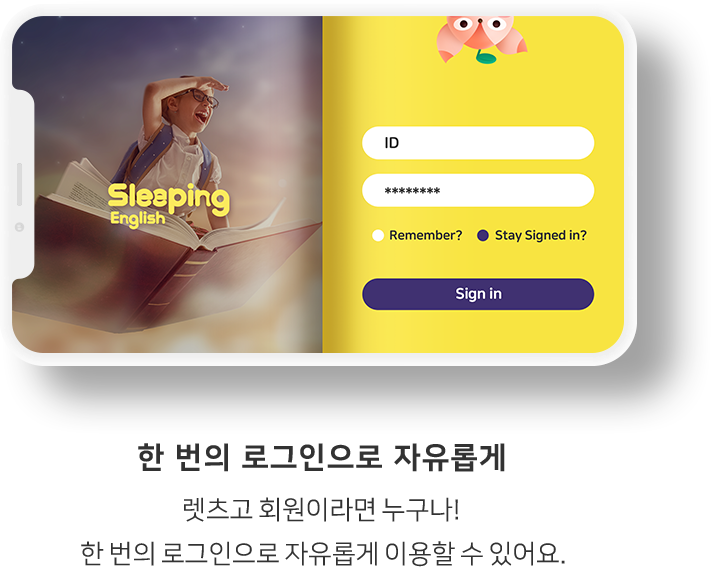 Sleeping
English
ID
********
Remember?
Stay Signed in?
Sign in
한 번의 로그인으로 자유롭게
렛츠고 회원이라면 누구나!
한 번의 로그인으로 자유롭게 이용할 수 있어요.